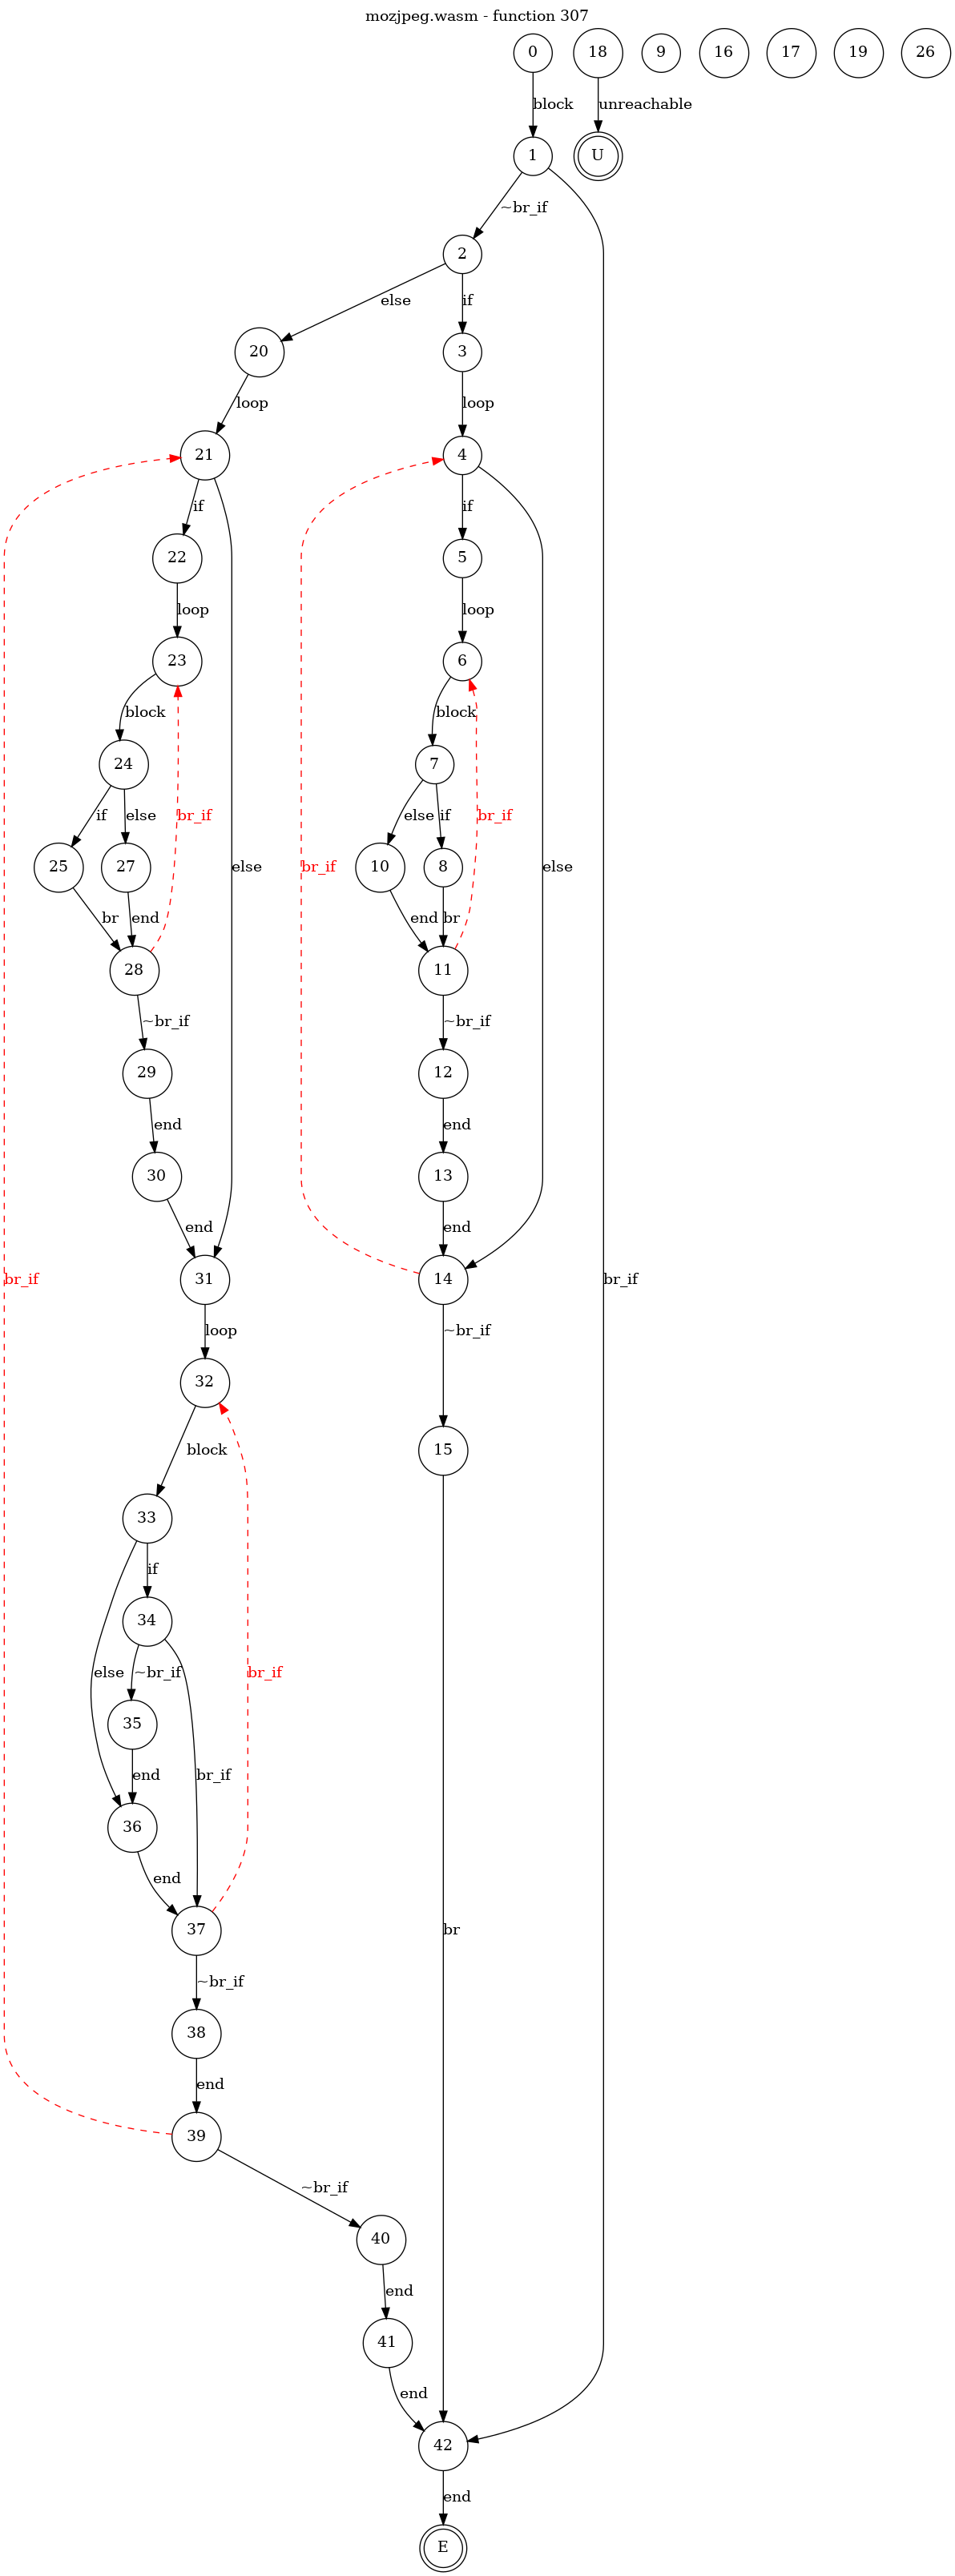 mozjpeg.wasm - function 307
0 18 9 16 17 19 26
block unreachable
1 U
~br_if
2
else if
20 3
loop loop
21 4
if if
22 5
loop loop
23 6
block block
24 7
if else br_if else if br_if
25 27 else 10 8 br_if else
br end end br
28 11
~br_if ~br_if
29 12
end end
30 13
end end
br_if 31 14 br_if
loop ~br_if
32
block 15
33
if
34
else ~br_if br_if
35
end br_if
36
end
37 br
~br_if
38
end
39
~br_if
40
end
41
end
42
end
E